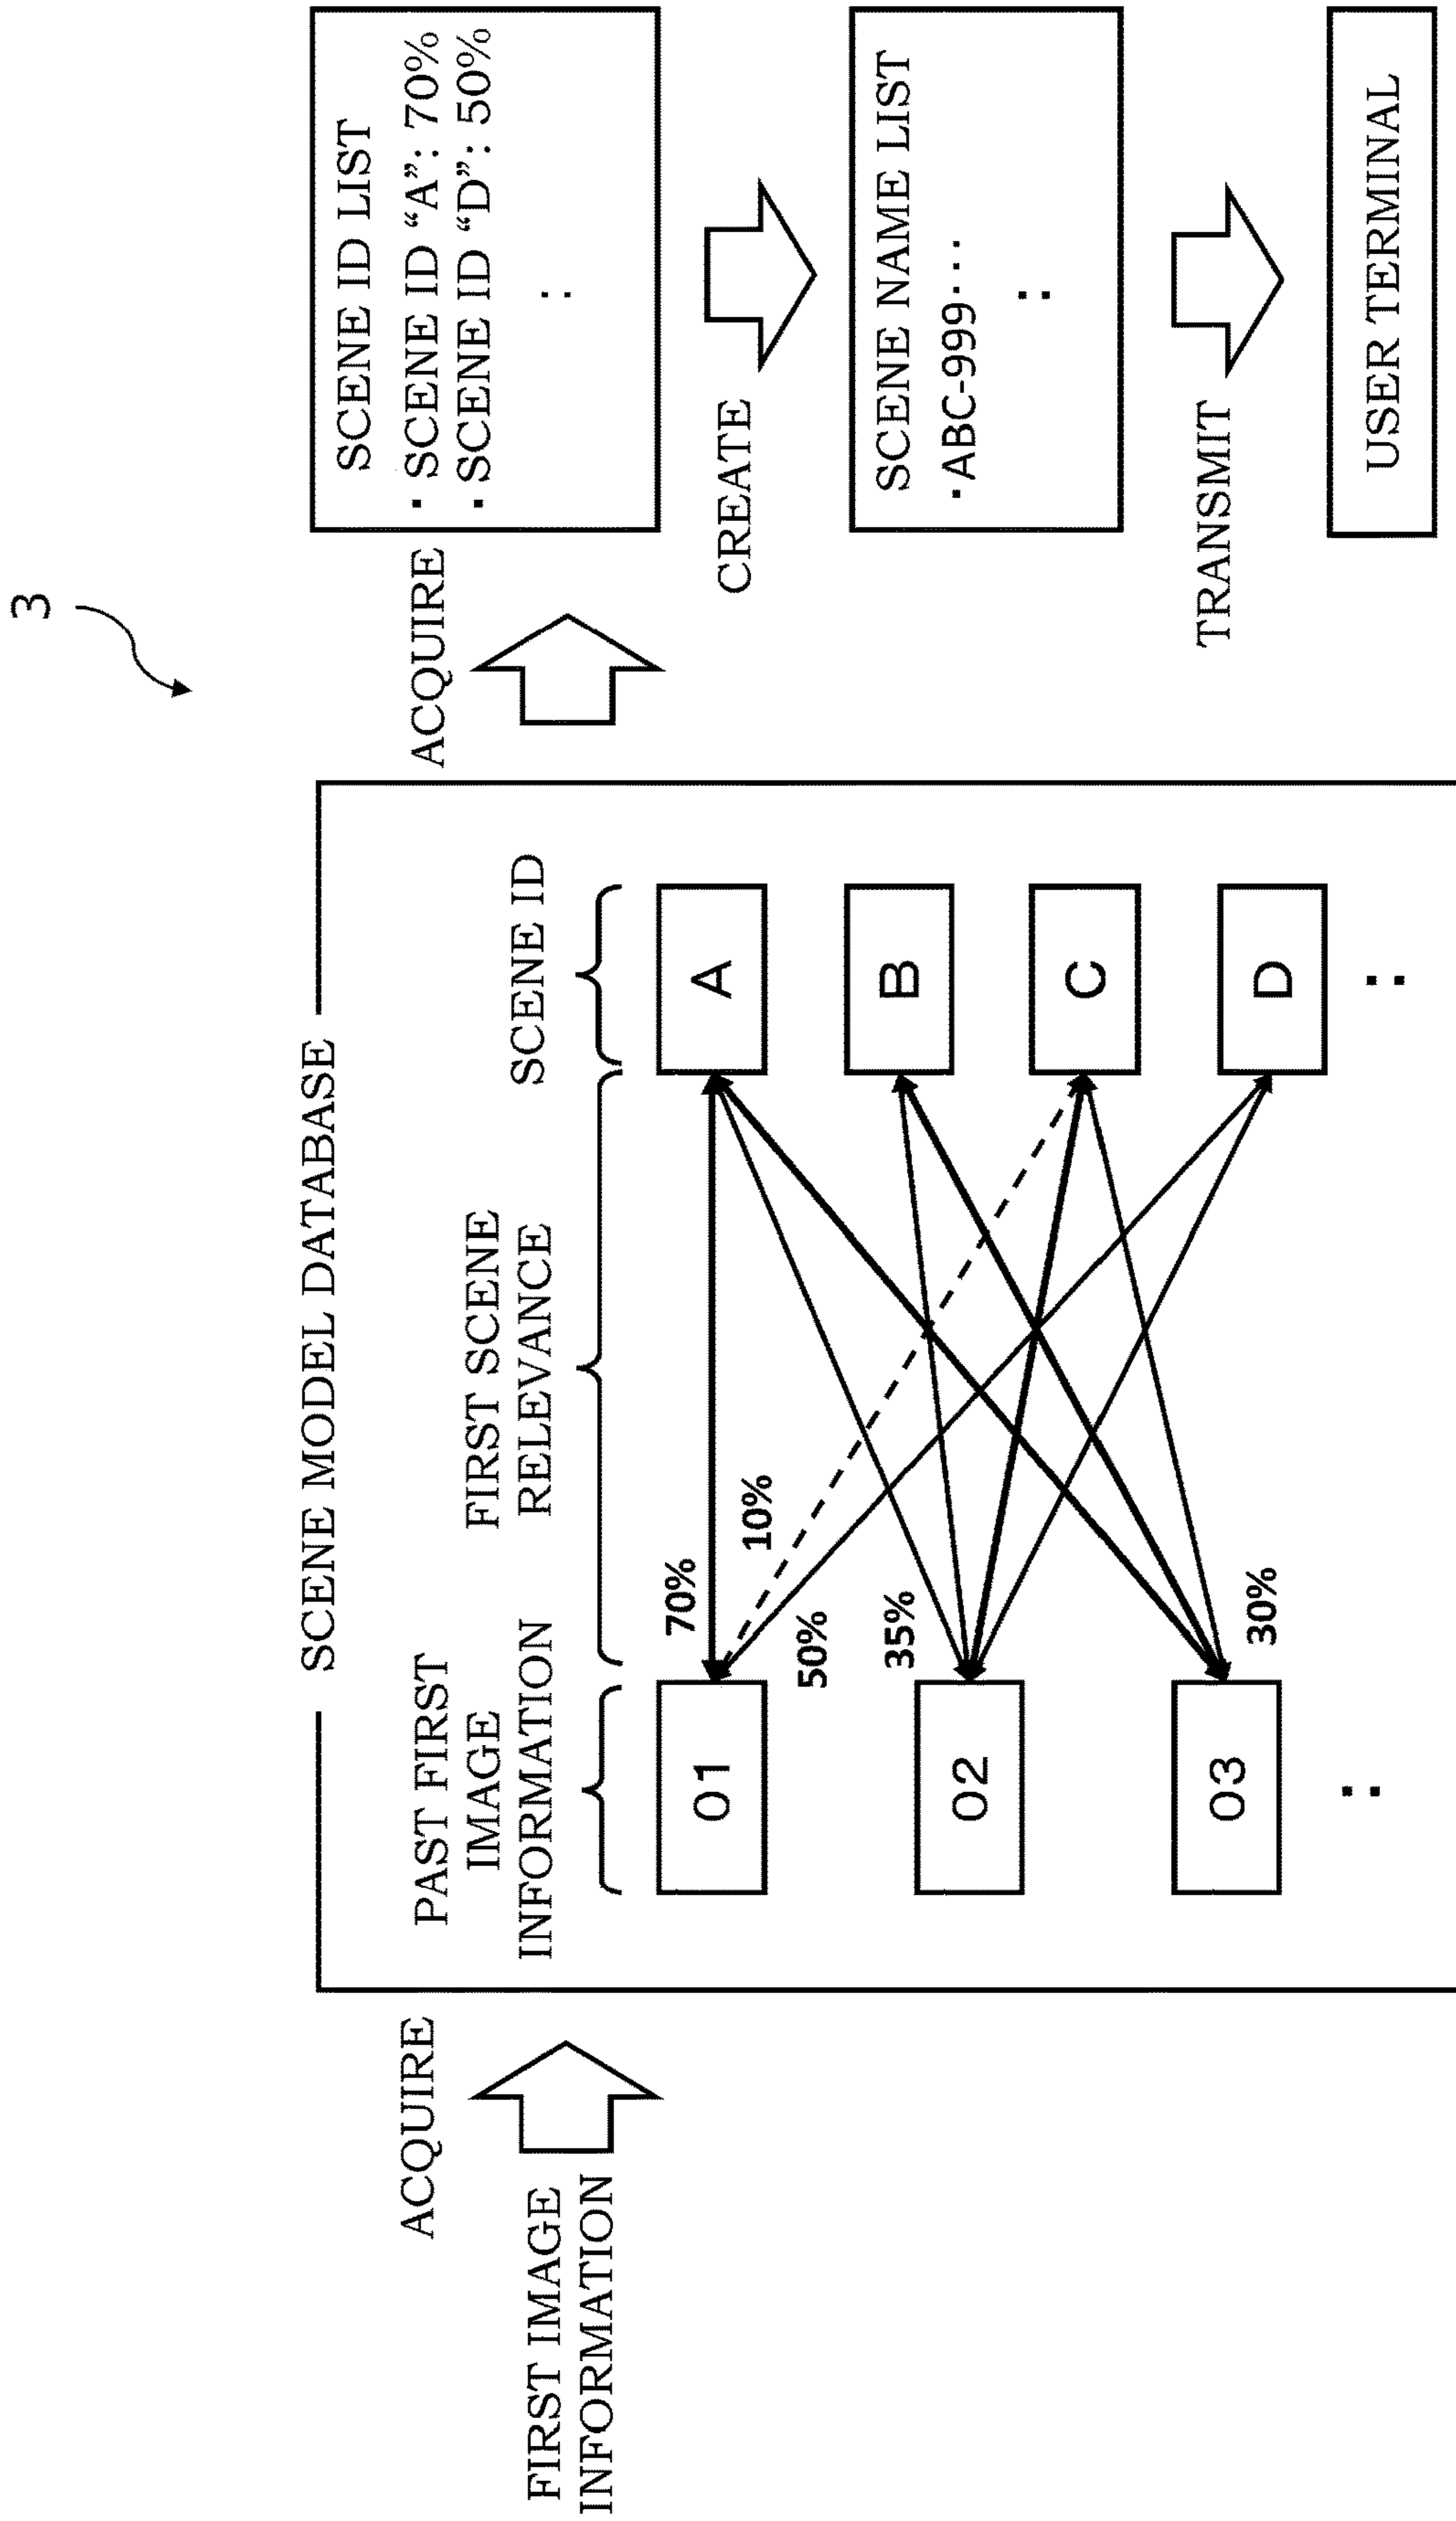 3
SCENE MODEL DATABASE
ACQUIRE
FIRST IMAGE
INFORMATION
PAST FIRST
IMAGE
INFORMATION
FIRST SCENE
RELEVANCE
SCENE ID
01
02
03
:
70%
10%
50%
35%
30%
A
B
C
D
:
ACQUIRE
SCENE ID LIST
・SCENE ID “A”: 70%
・SCENE ID “D”: 50%
:
CREATE
SCENE NAME LIST
・ABC-999···
:
TRANSMIT
USER TERMINAL